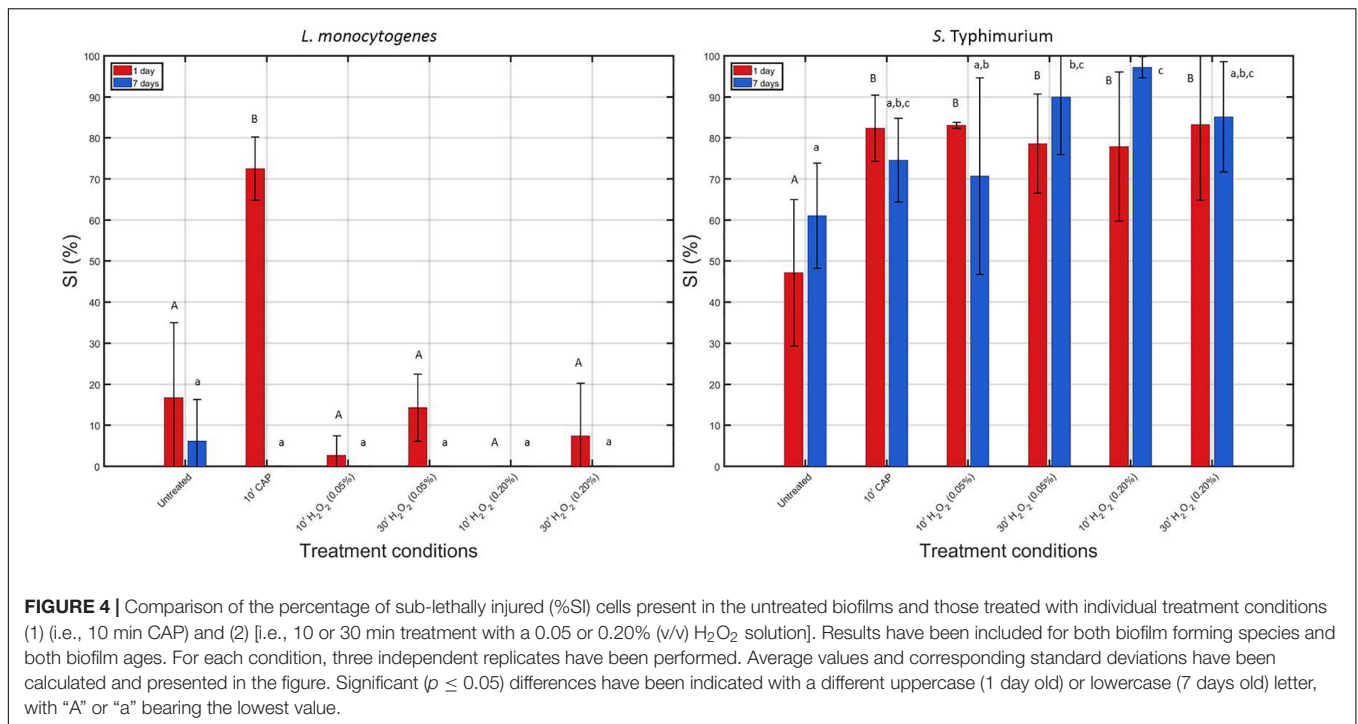 L. monocytogenes
1 day
7 days
100
90
80
70
60
50
40
30
20
10
0
SI (%)
A
a
B
a
A
a
A
a
A
a
A
a
Untreated
10′ CAP
10′ H₂O₂ (0.05%)
30′ H₂O₂ (0.05%)
10′ H₂O₂ (0.20%)
30′ H₂O₂ (0.20%)
Treatment conditions
S. Typhimurium
1 day
7 days
100
90
80
70
60
50
40
30
20
10
0
SI (%)
A
a
B
a,b,c
B
a,b
B
b,c
B
c
B
a,b,c
Untreated
10′ CAP
10′ H₂O₂ (0.05%)
30′ H₂O₂ (0.05%)
10′ H₂O₂ (0.20%)
30′ H₂O₂ (0.20%)
Treatment conditions
FIGURE 4 | Comparison of the percentage of sub-lethally injured (%SI) cells present in the untreated biofilms and those treated with individual treatment conditions
(1) (i.e., 10 min CAP) and (2) [i.e., 10 or 30 min treatment with a 0.05 or 0.20% (v/v) H₂O₂ solution]. Results have been included for both biofilm forming species and
both biofilm ages. For each condition, three independent replicates have been performed. Average values and corresponding standard deviations have been
calculated and presented in the figure. Significant (p ≤ 0.05) differences have been indicated with a different uppercase (1 day old) or lowercase (7 days old) letter,
with “A” or “a” bearing the lowest value.